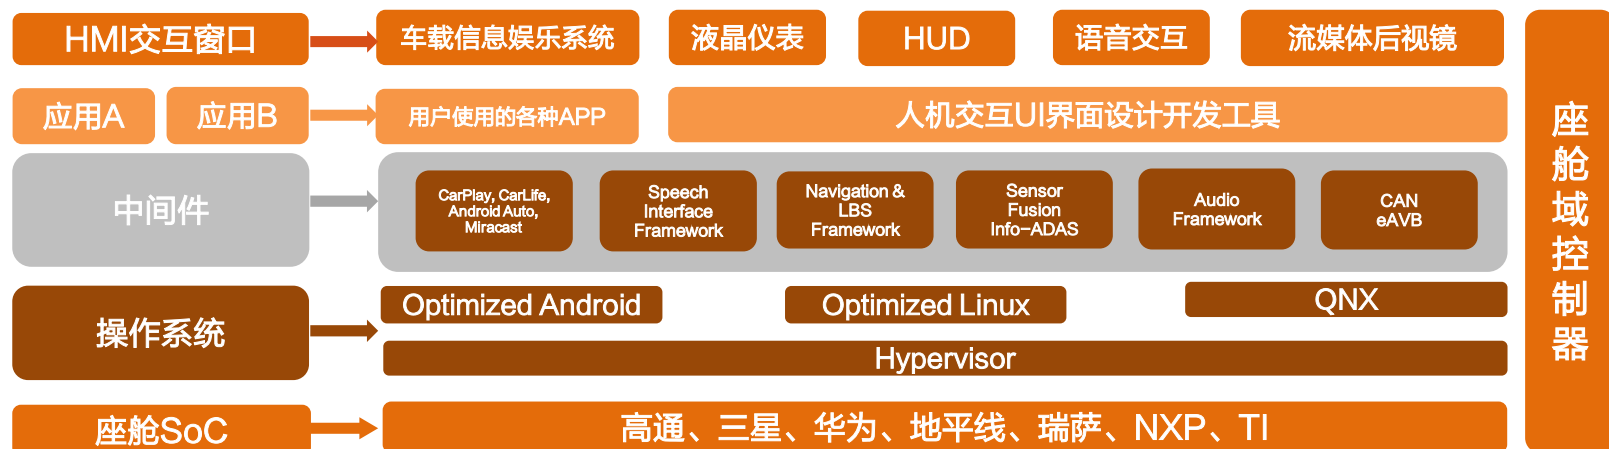 HMI交互窗口
车载信息娱乐系统
液晶仪表
HUD
语音交互
流媒体后视镜
应用A
应用B
用户使用的各种APP
人机交互UI界面设计开发工具
中间件
CarPlay, CarLife,
Android Auto,
Miracast
Speech
Interface
Framework
Navigation &
LBS
Framework
Sensor
Fusion
Info-ADAS
Audio
Framework
CAN
eAVB
操作系统
Optimized Android
Optimized Linux
QNX
Hypervisor
座舱SoC
高通、三星、华为、地平线、瑞萨、NXP、TI
座舱域控制器